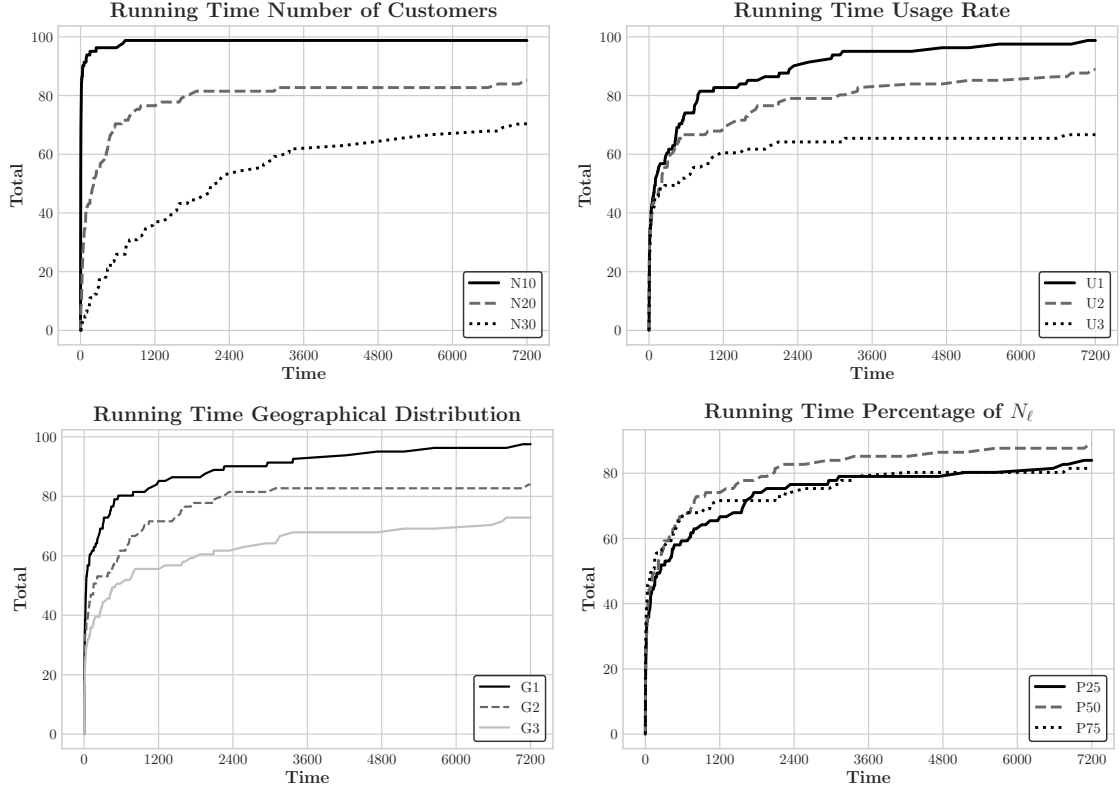 Running Time Number of Customers
Total
100
80
60
40
20
0
0 1200 2400 3600 4800 6000 7200
Time
N10
N20
N30
Running Time Usage Rate
Total
100
80
60
40
20
0
0 1200 2400 3600 4800 6000 7200
Time
U1
U2
U3
Running Time Geographical Distribution
Total
100
80
60
40
20
0
0 1200 2400 3600 4800 6000 7200
Time
G1
G2
G3
Running Time Percentage of $N_\ell$
Total
80
60
40
20
0
0 1200 2400 3600 4800 6000 7200
Time
P25
P50
P75